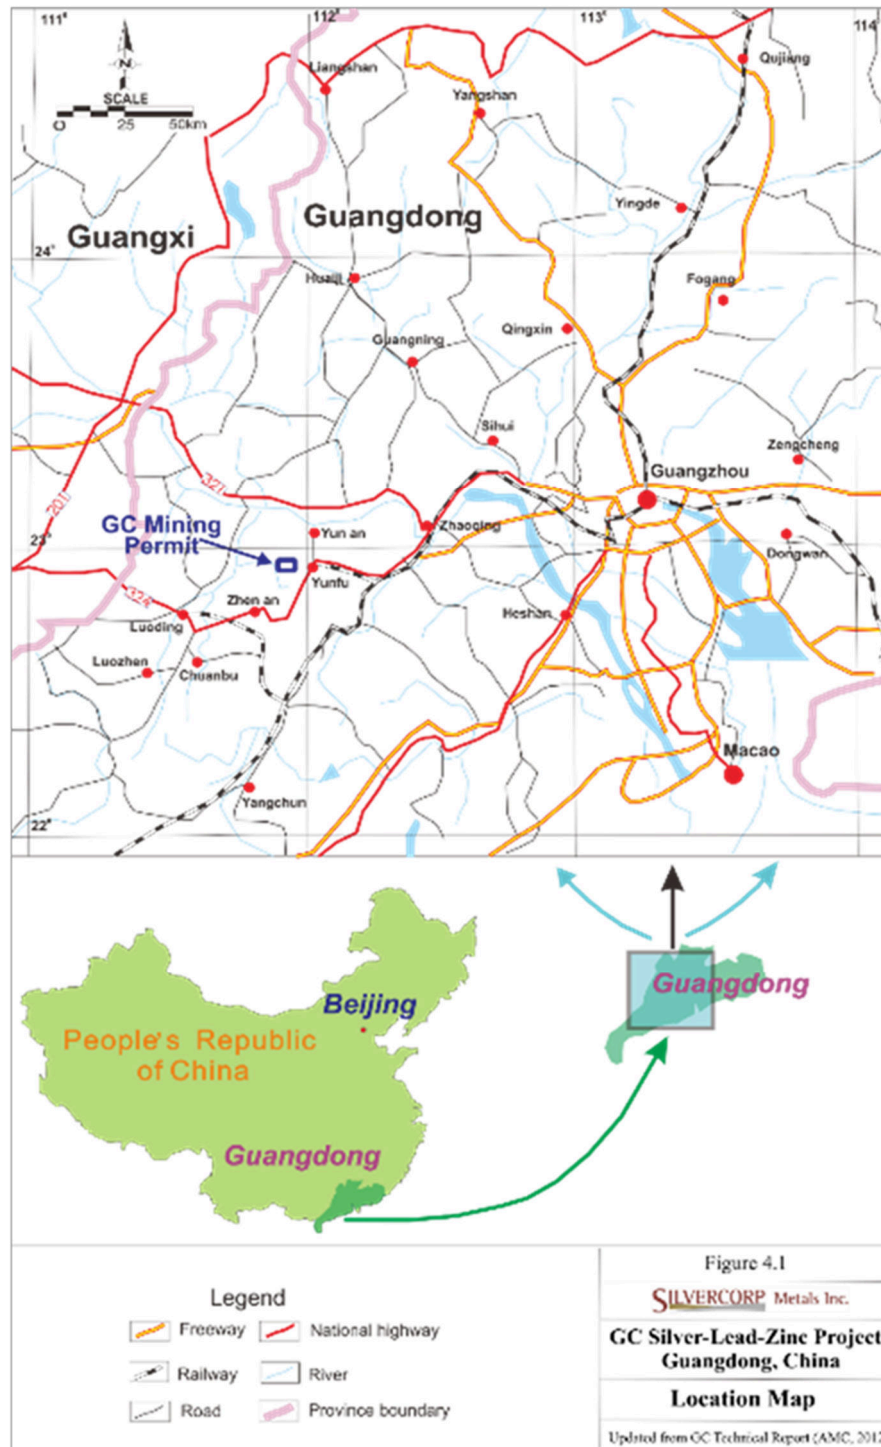 111°
112°
113°
114°
N
SCALE
0 25 50km
Liangshan
Yangshan
Qujiang
Yingde
Guangxi
Guangdong
24°
Huaiji
Fogang
Qingxin
Guangning
Sihui
Zengcheng
Guangzhou
201
321
GC Mining
Permit
Yun an
Zhaoqing
23°
Dongwan
Yunfu
324
Zhen an
Luoding
Heshan
Luozhen
Chuanbu
Macao
Yangchun
22°
Beijing
People's Republic
of China
Guangdong
Guangdong
Figure 4.1
SILVERCORP Metals Inc.
GC Silver-Lead-Zinc Project
Guangdong, China
Location Map
Updated from GC Technical Report (AMC, 2012
Legend
Freeway
National highway
Railway
River
Road
Province boundary